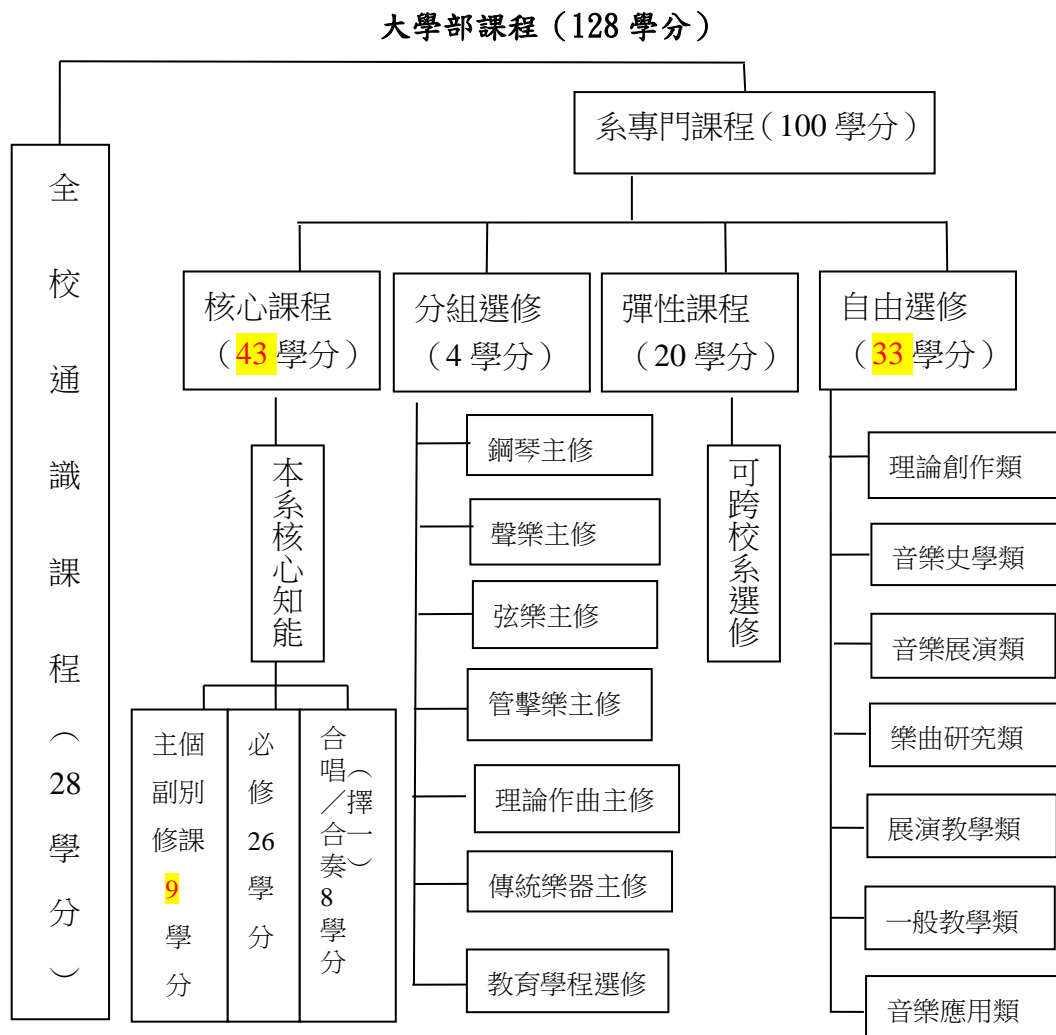 大學部課程（128 學分）
系專門課程（100 學分）
全校通識課程（28學分）
核心課程
（43 學分）
分組選修
（4 學分）
彈性課程
（20 學分）
自由選修
（33 學分）
本系核心知能
主副修
個別課
9
學分
必修
26
學分
合唱／合奏
（擇一）
8
學分
鋼琴主修
聲樂主修
弦樂主修
管擊樂主修
理論作曲主修
傳統樂器主修
教育學程選修
可跨校系選修
理論創作類
音樂史學類
音樂展演類
樂曲研究類
展演教學類
一般教學類
音樂應用類